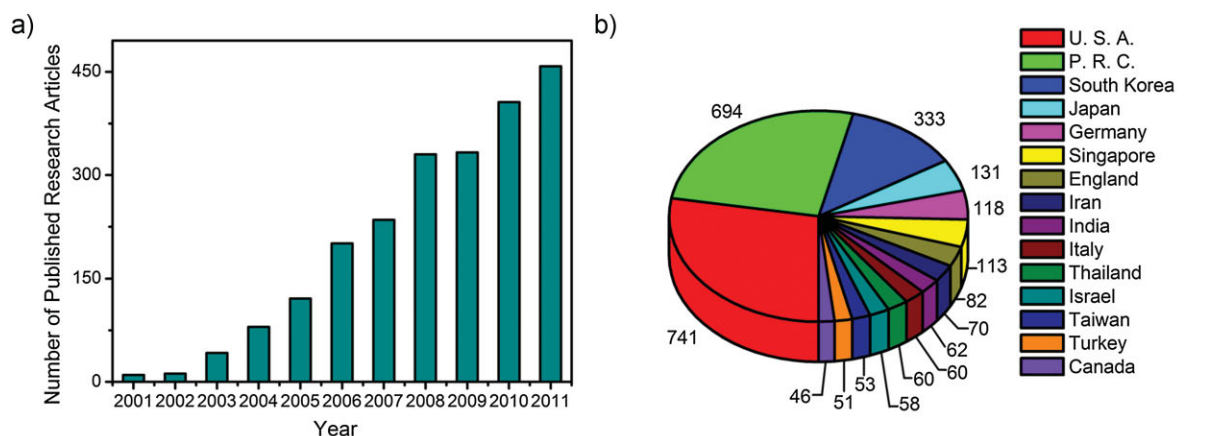 a)
Number of Published Research Articles
450
300
150
0
2001 2002 2003 2004 2005 2006 2007 2008 2009 2010 2011
Year
b)
694
333
131
118
113
82
70
62
60
60
58
53
51
46
741
U. S. A.
P. R. C.
South Korea
Japan
Germany
Singapore
England
Iran
India
Italy
Thailand
Israel
Taiwan
Turkey
Canada